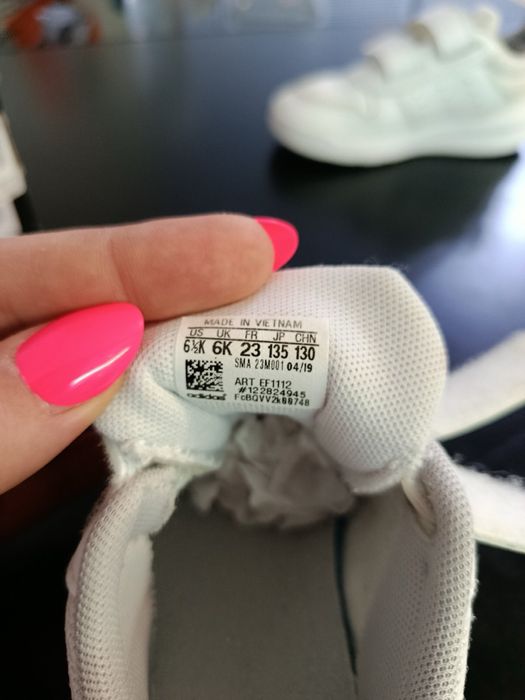 MADE IN VIETNAM
US UK FR JP CHN
6½K 6K 23 135 130
SMA 23M001 04/19
ART EF1112
#122824945
adidas FcBQVV2k00748